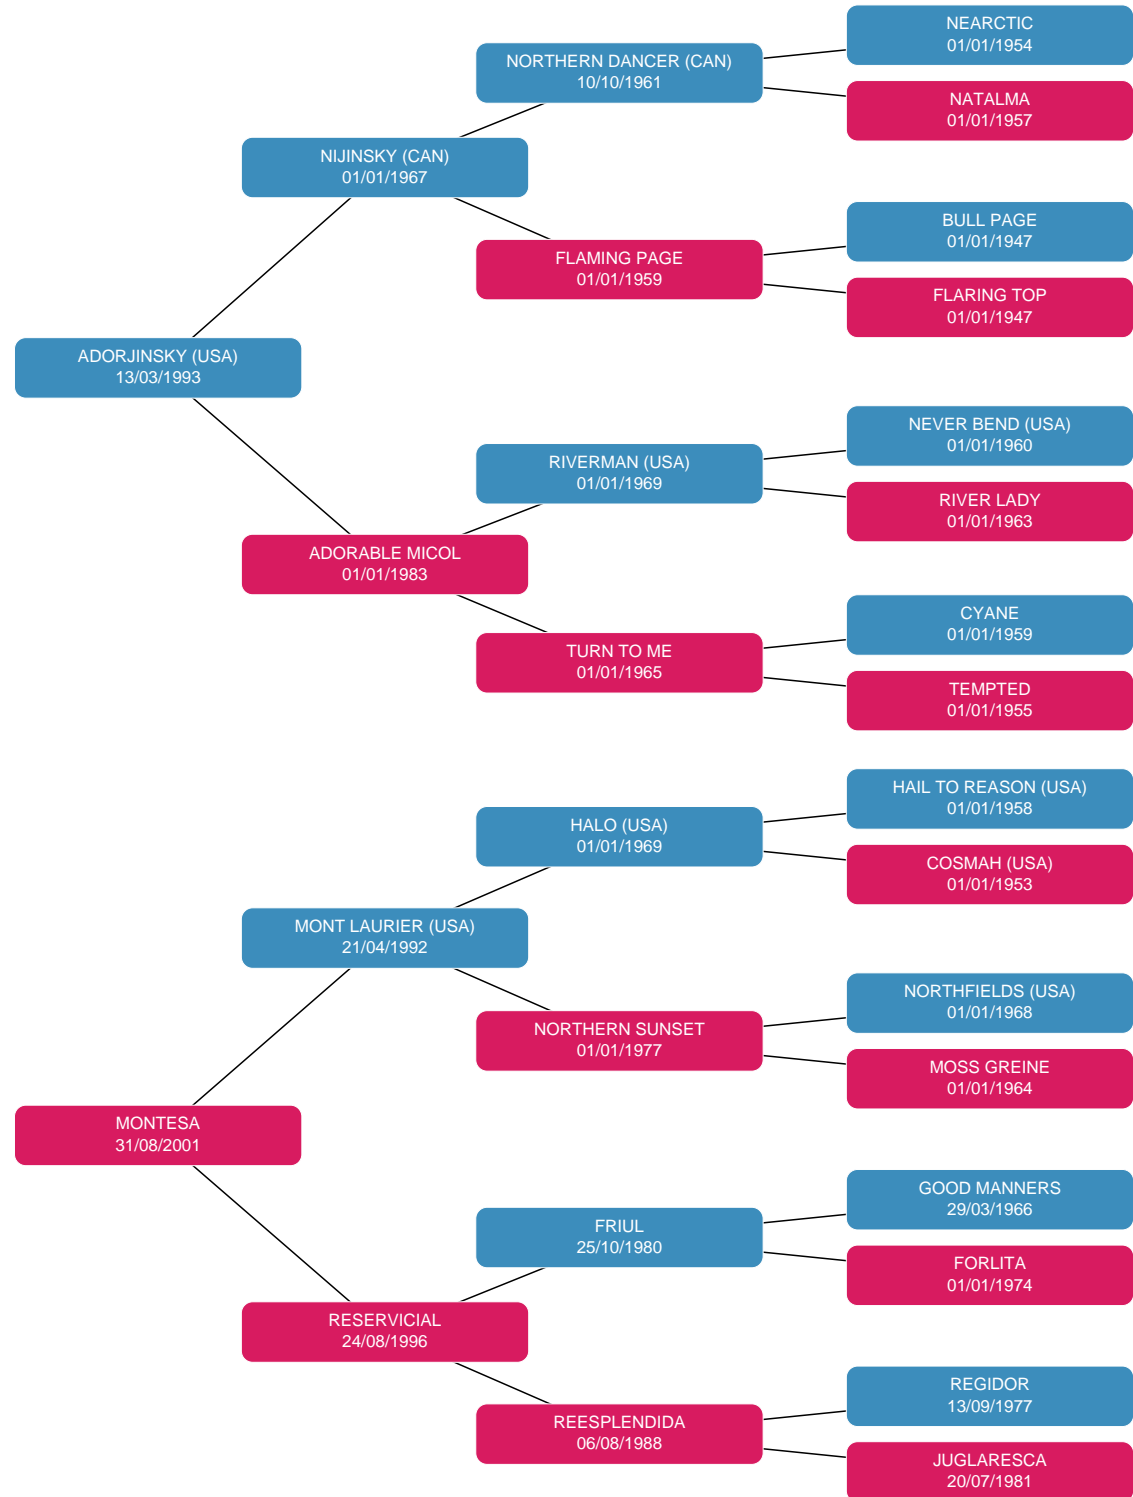 NEARCTIC
01/01/1954
NORTHERN DANCER (CAN)
10/10/1961
NATALMA
01/01/1957
NIJINSKY (CAN)
01/01/1967
BULL PAGE
01/01/1947
FLAMING PAGE
01/01/1959
FLARING TOP
01/01/1947
ADORJINSKY (USA)
13/03/1993
NEVER BEND (USA)
01/01/1960
RIVERMAN (USA)
01/01/1969
RIVER LADY
01/01/1963
ADORABLE MICOL
01/01/1983
CYANE
01/01/1959
TURN TO ME
01/01/1965
TEMPTED
01/01/1955
HAIL TO REASON (USA)
01/01/1958
HALO (USA)
01/01/1969
COSMAH (USA)
01/01/1953
MONT LAURIER (USA)
21/04/1992
NORTHFIELDS (USA)
01/01/1968
NORTHERN SUNSET
01/01/1977
MOSS GREINE
01/01/1964
MONTESA
31/08/2001
GOOD MANNERS
29/03/1966
FRIUL
25/10/1980
FORLITA
01/01/1974
RESERVICIAL
24/08/1996
REGIDOR
13/09/1977
REESPLENDIDA
06/08/1988
JUGLARESCA
20/07/1981